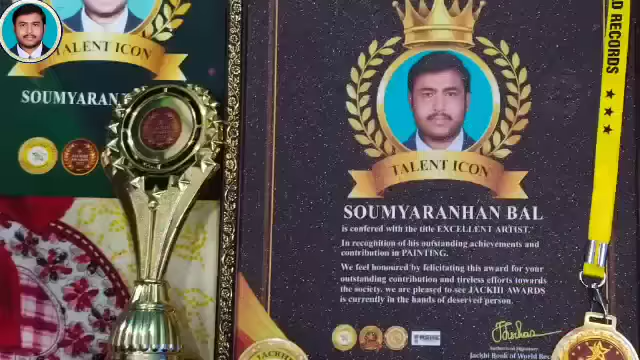 TALENT ICON
SOUMYARAN
D RECORDS
TALENT ICON
SOUMYARANHAN BAL
is confered with the title EXCELLENT ARTIST."
In recognition of his outstanding achievements and
contribution in PAINTING.
We feel honoured by felicitating this award for your
outstanding contribution and tireless efforts towards
the society. we are pleased to see JACKHI AWARDS
is currently in the hands of deserved person.
Jackhi Book of World Reco